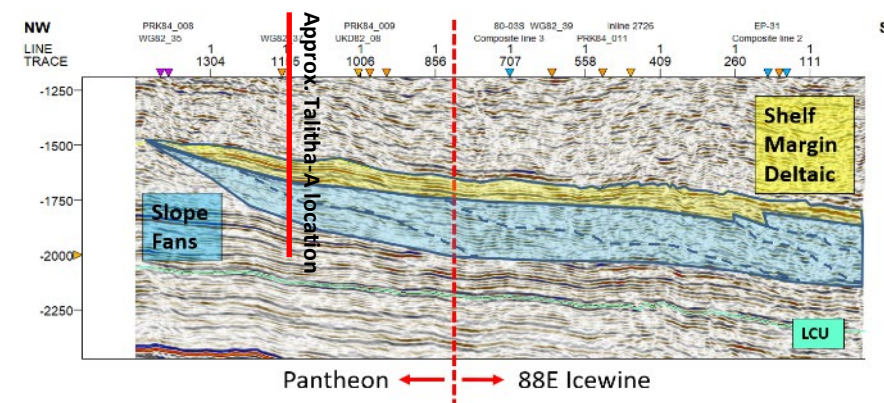 NW
S
PRK84_008 PRK84_009 80-03S WG82_39 Inline 2726 EP-31
WG82_35 WG82_37 UKD82_08 Composite line 3 PRK84_011 Composite line 2
LINE 1 1 1 1 1 1 1 1 1
TRACE 1304 1006 856 707 558 409 260 111
-1250
-1500
-1750
-2000
-2250
Approx. Talitha-A location
Shelf
Margin
Deltaic
Slope
Fans
LCU
Pantheon 88E Icewine